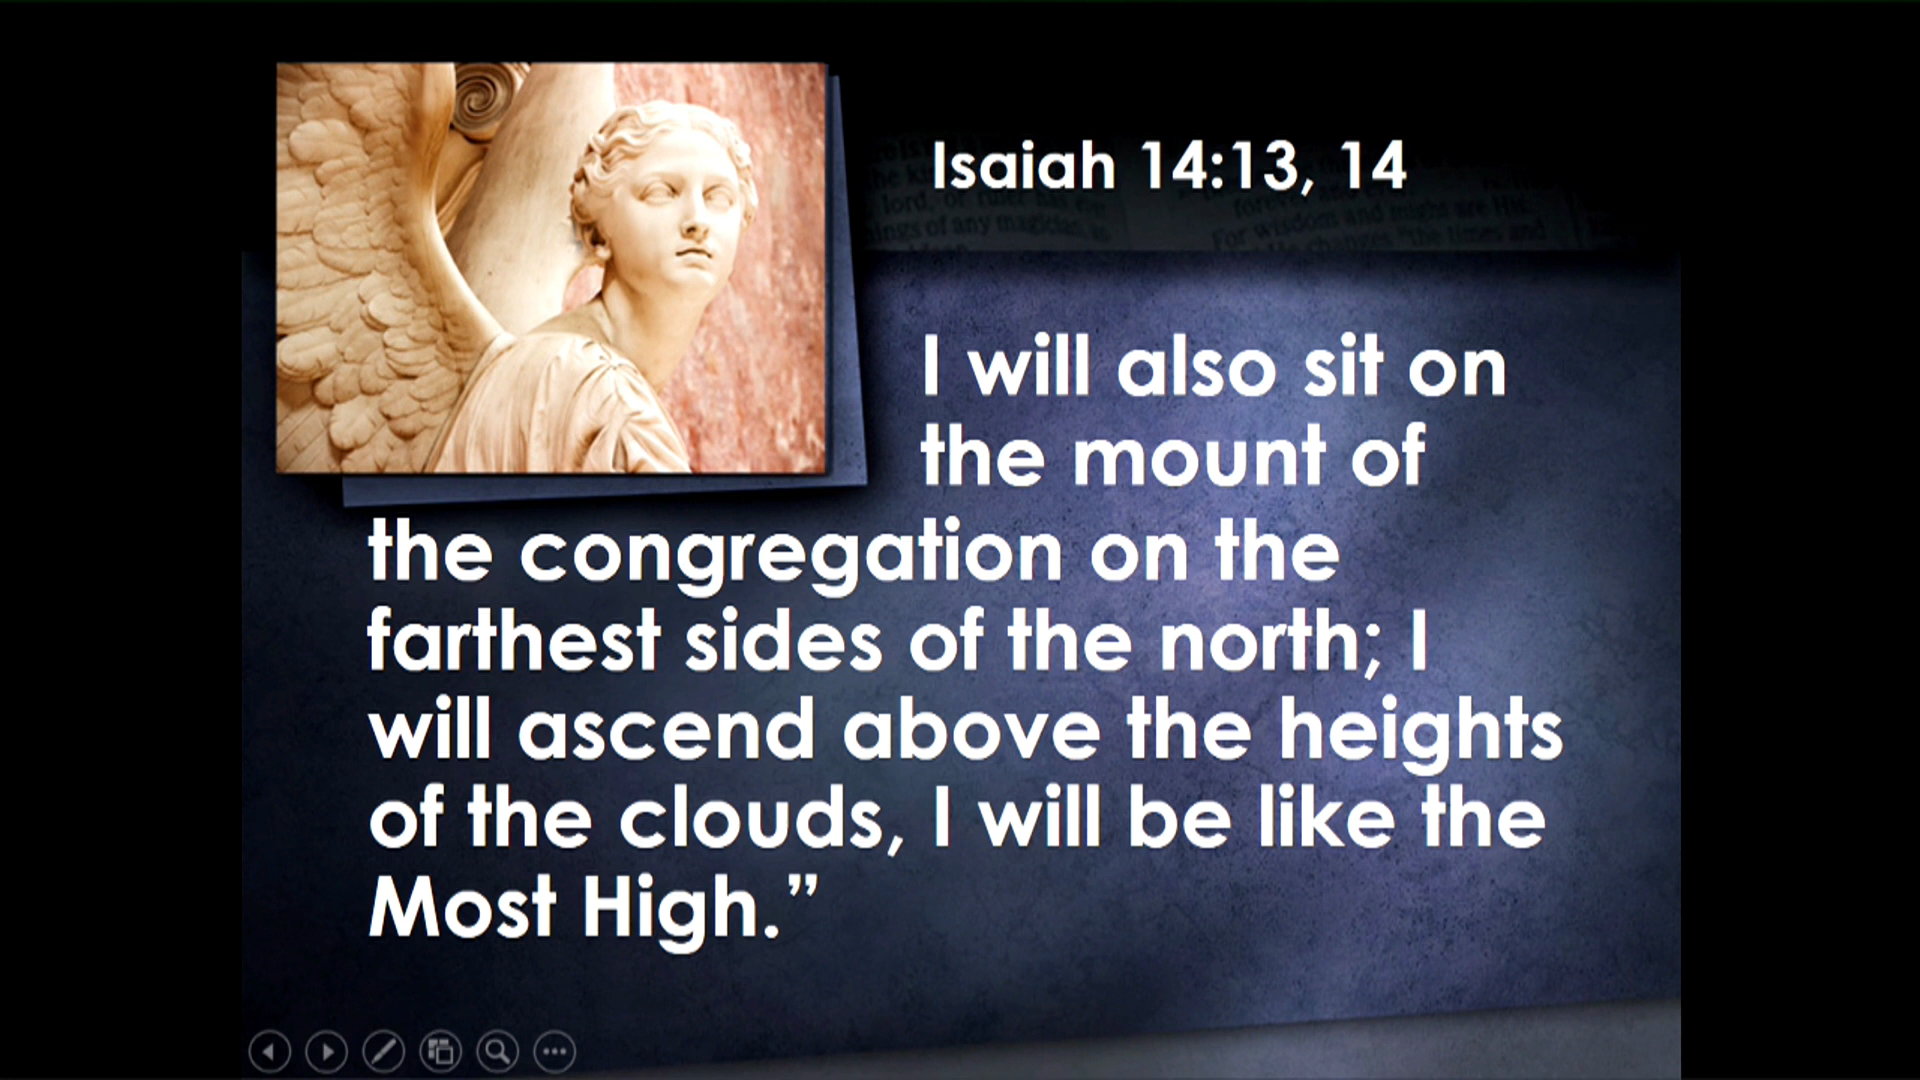 Isaiah 14:13, 14
I will also sit on
the mount of
the congregation on the
farthest sides of the north; I
will ascend above the heights
of the clouds, I will be like the
Most High.”